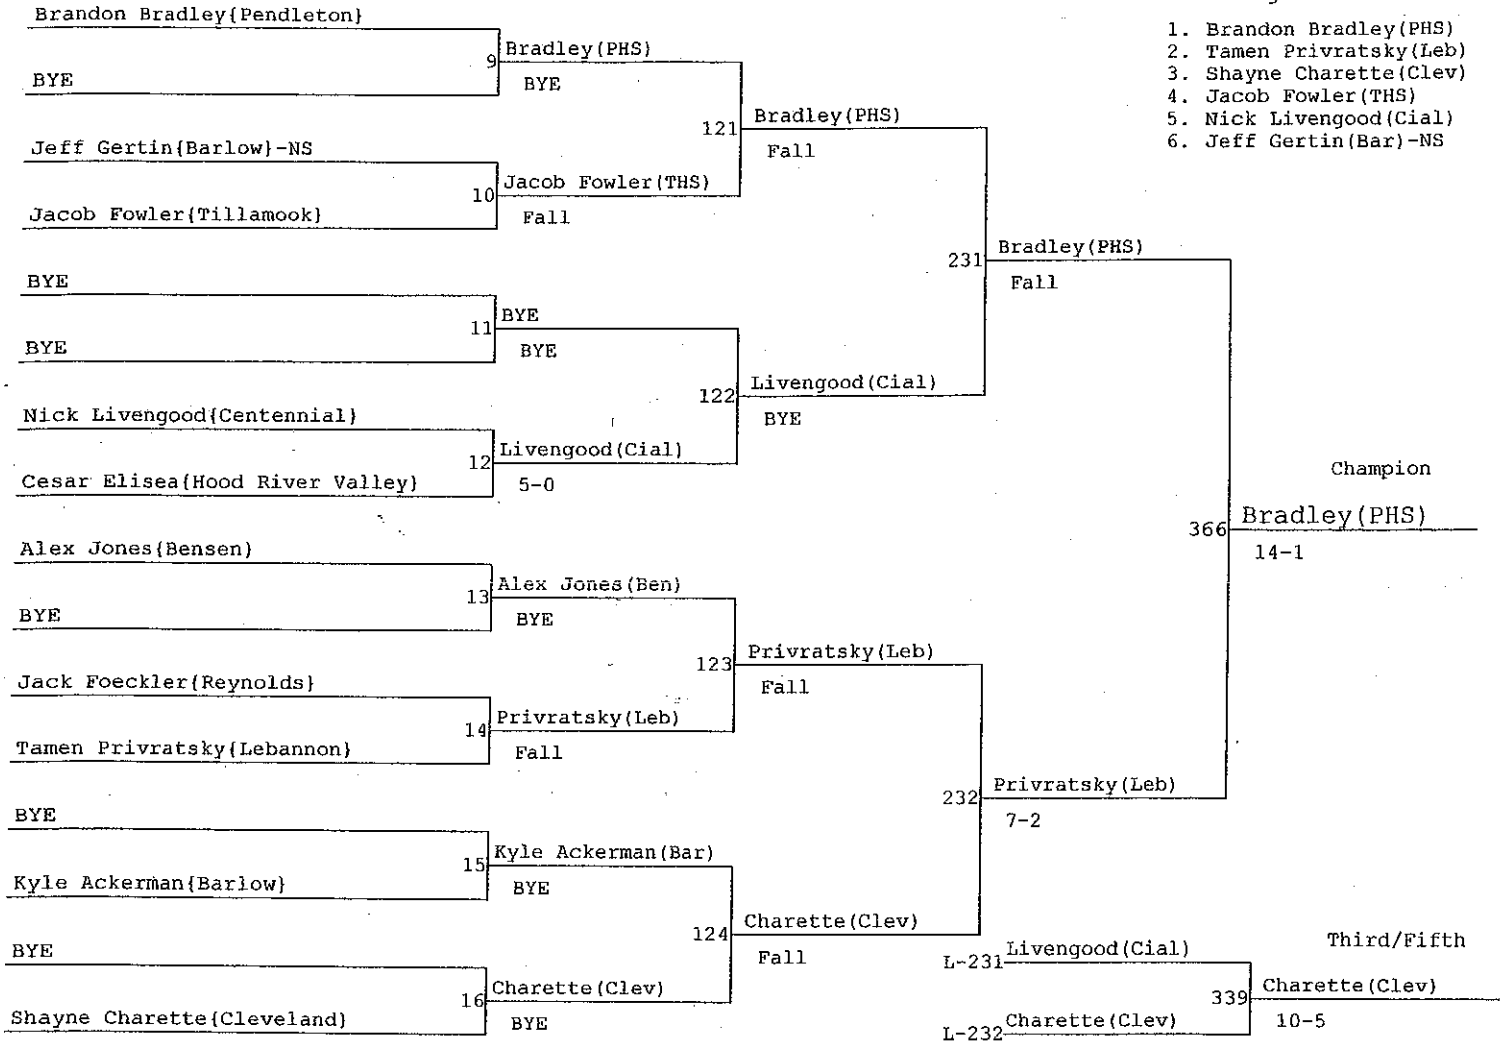 Brandon Bradley{Pendleton}
9
Bradley(PHS)
BYE
BYE
121
Bradley(PHS)
Fall
Jeff Gertin{Barlow}-NS
10
Jacob Fowler(THS)
Fall
Jacob Fowler{Tillamook}
231
Bradley(PHS)
Fall
BYE
11
BYE
BYE
BYE
122
Livengood(Cial)
BYE
Nick Livengood{Centennial}
12
Livengood(Cial)
5-0
Cesar Elisea{Hood River Valley}
Champion
366
Bradley(PHS)
14-1
Alex Jones{Bensen}
13
Alex Jones(Ben)
BYE
BYE
123
Privratsky(Leb)
Fall
Jack Foeckler{Reynolds}
14
Privratsky(Leb)
Fall
Tamen Privratsky{Lebannon}
232
Privratsky(Leb)
7-2
BYE
15
Kyle Ackerman(Bar)
BYE
Kyle Ackerman{Barlow}
124
Charette(Clev)
Fall
BYE
16
Charette(Clev)
BYE
Shayne Charette{Cleveland}
1. Brandon Bradley(PHS)
2. Tamen Privratsky(Leb)
3. Shayne Charette(Clev)
4. Jacob Fowler(THS)
5. Nick Livengood(Cial)
6. Jeff Gertin(Bar)-NS
Third/Fifth
L-231
Livengood(Cial)
339
Charette(Clev)
10-5
L-232
Charette(Clev)